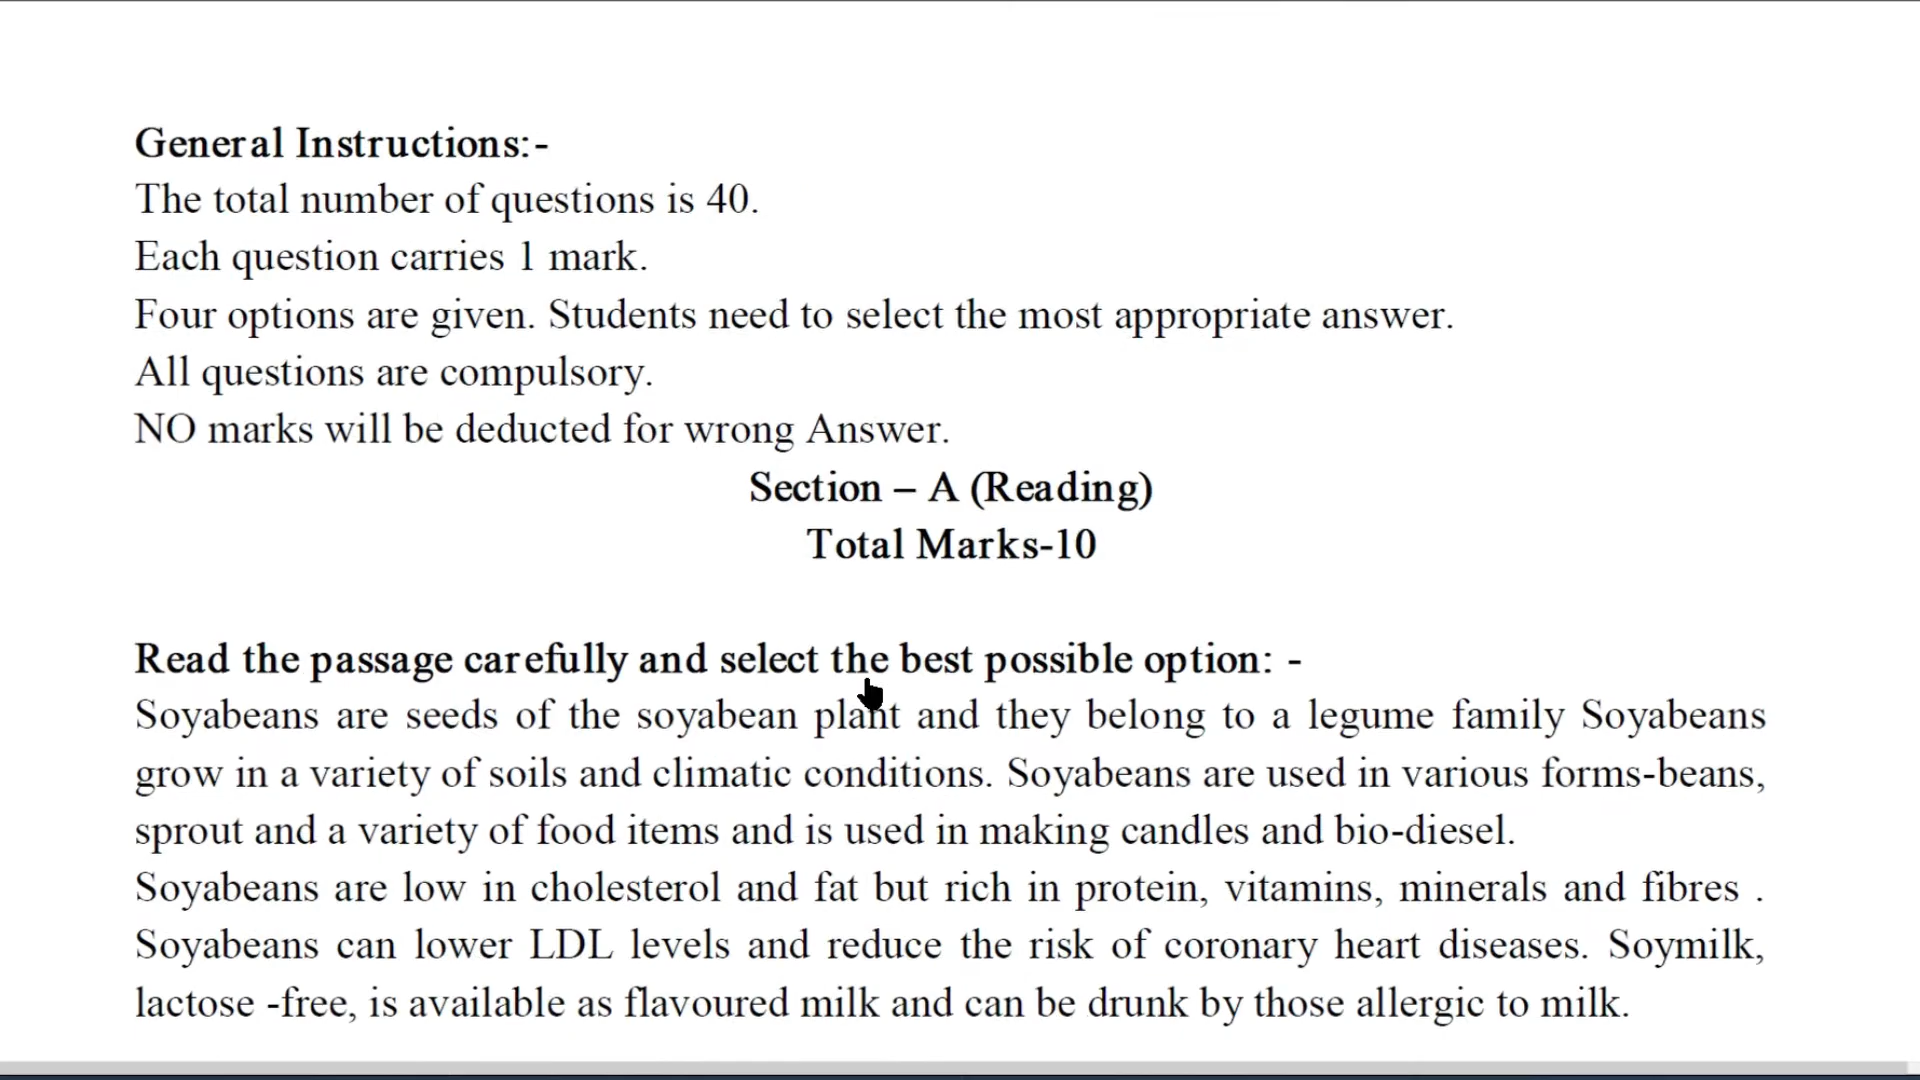 General Instructions:-
The total number of questions is 40.
Each question carries 1 mark.
Four options are given. Students need to select the most appropriate answer.
All questions are compulsory.
NO marks will be deducted for wrong Answer.
Section – A (Reading)
Total Marks-10
Read the passage carefully and select the best possible option: -
Soyabeans are seeds of the soyabean plant and they belong to a legume family Soyabeans
grow in a variety of soils and climatic conditions. Soyabeans are used in various forms-beans,
sprout and a variety of food items and is used in making candles and bio-diesel.
Soyabeans are low in cholesterol and fat but rich in protein, vitamins, minerals and fibres .
Soyabeans can lower LDL levels and reduce the risk of coronary heart diseases. Soymilk,
lactose -free, is available as flavoured milk and can be drunk by those allergic to milk.